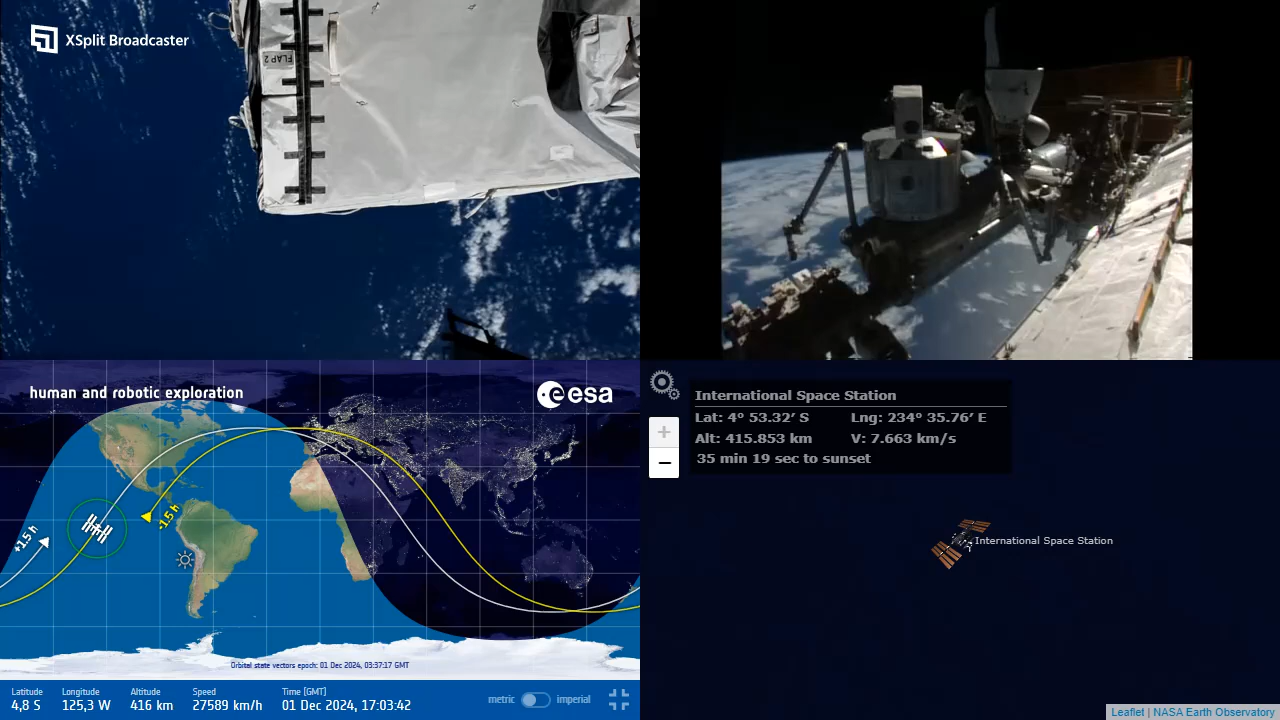 XSplit Broadcaster
FLAP 2
human and robotic exploration
esa
+1.5 h
-1.5 h
Orbital state vectors epoch: 01 Dec 2024, 03:37:17 GMT
Latitude Longitude Altitude Speed Time [GMT]
4,8 S 125,3 W 416 km 27589 km/h 01 Dec 2024, 17:03:42
metric imperial
International Space Station
Lat: 4° 53.32′ S Lng: 234° 35.76′ E
Alt: 415.853 km V: 7.663 km/s
35 min 19 sec to sunset
+
−
International Space Station
Leaflet | NASA Earth Observatory